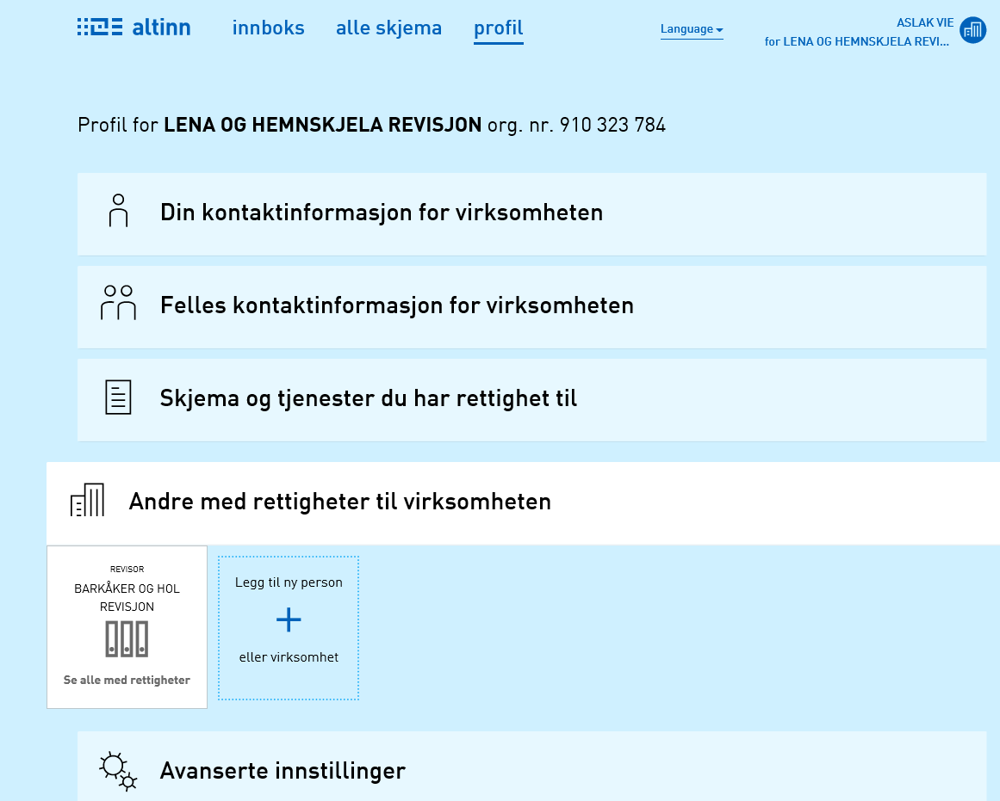 altinn
innboks
alle skjema
profil
Language
ASLAK VIE
for LENA OG HEMNSKJELA REVI...
Profil for LENA OG HEMNSKJELA REVISJON org. nr. 910 323 784
Din kontaktinformasjon for virksomheten
Felles kontaktinformasjon for virksomheten
Skjema og tjenester du har rettighet til
Andre med rettigheter til virksomheten
REVISOR
BARKÅKER OG HOL
REVISJON
Se alle med rettigheter
Legg til ny person
eller virksomhet
Avanserte innstillinger